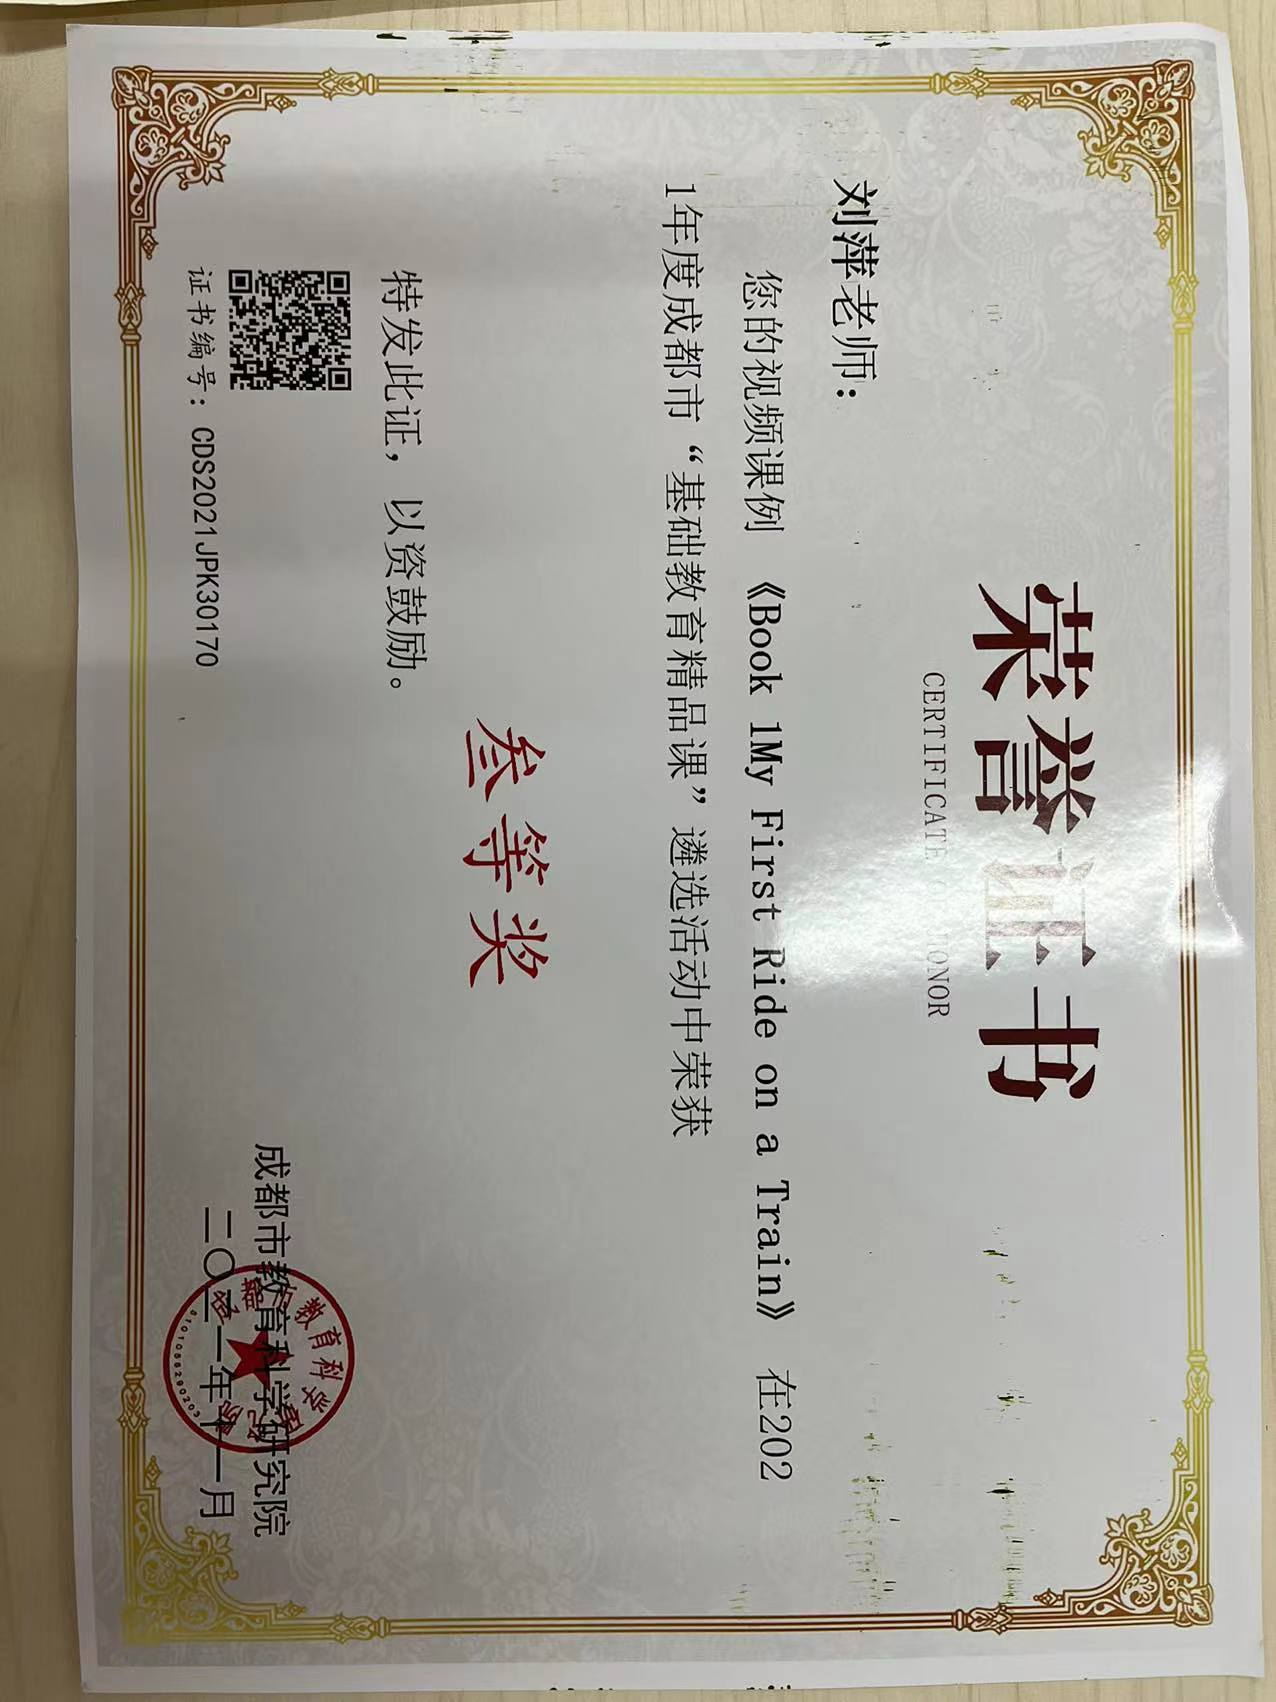 荣誉证书
CERTIFICATE ONOR
刘萍老师：
您的视频课例 《Book 1My First Ride on a Train》 在202
1年度成都市“基础教育精品课”遴选活动中荣获
叁等奖
特发此证，以资鼓励。
证书编号：CDS2021JPK30170
成都市教育科学研究院
二〇二一年十一月